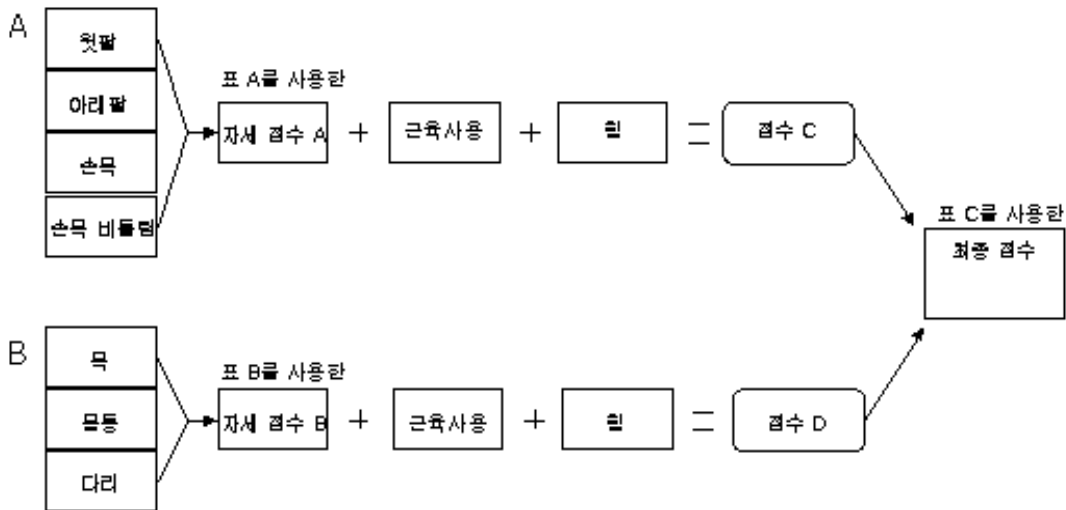 A
윗팔
아래팔
손목
손목 비틀림
표 A를 사용한
자세 점수 A + 근육사용 + 힘 = 점수 C
표 C를 사용한
최종 점수
B
목
몸통
다리
표 B를 사용한
자세 점수 B + 근육사용 + 힘 = 점수 D